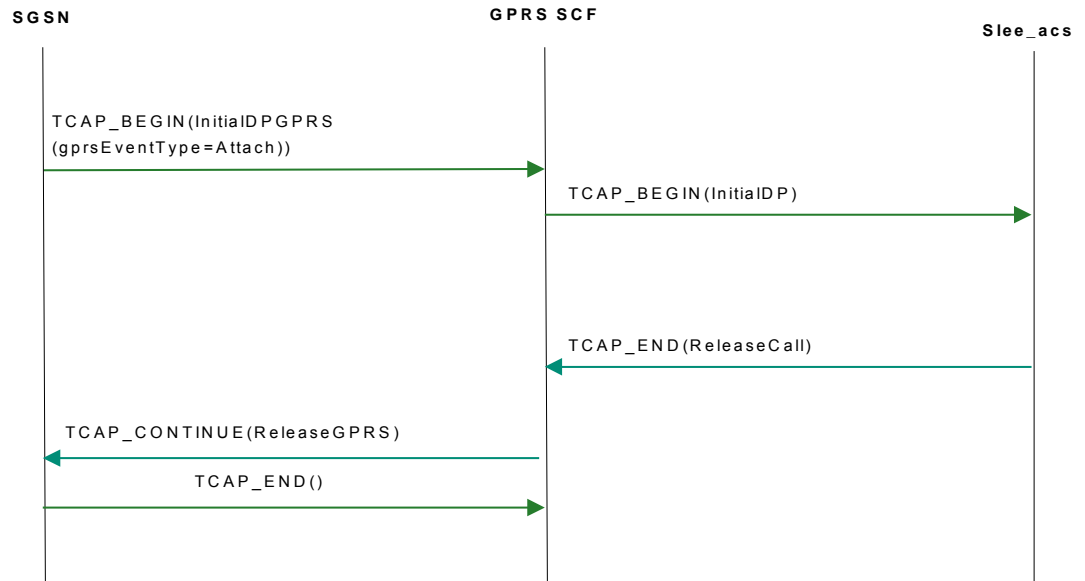 SGSN
GPRS SCF
Slee_acs
TCAP_BEGIN(InitialDPGPRS
(gprsEventType=Attach))
TCAP_BEGIN(InitialDP)
TCAP_END(ReleaseCall)
TCAP_CONTINUE(ReleaseGPRS)
TCAP_END()